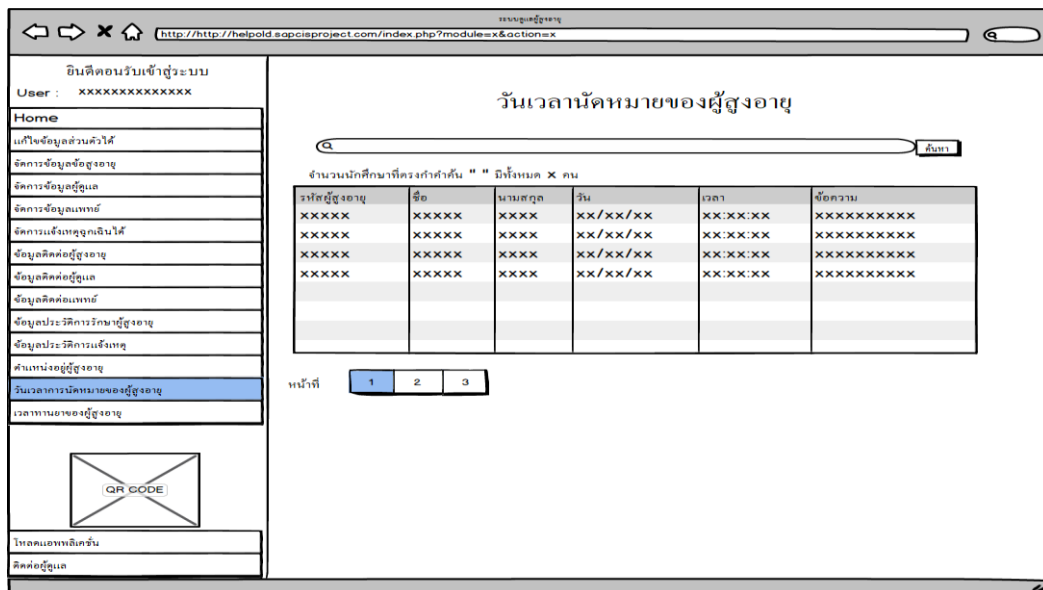 ระบบดูแลผู้สูงอายุ
http://http://helpold.sapcisproject.com/index.php?module=x&action=x
ยินดีตอนรับเข้าสู่ระบบ
User : xxxxxxxxxxxxxx
Home
แก้ไขข้อมูลส่วนตัวได้
จัดการข้อมูลข้อสูงอายุ
จัดการข้อมูลผู้ดูแล
จัดการข้อมูลแพทย์
จัดการแจ้งเหตุฉุกเฉินได้
ข้อมูลติดต่อผู้สูงอายุ
ข้อมูลติดต่อผู้ดูแล
ข้อมูลติดต่อแพทย์
ข้อมูลประวัติการรักษาผู้สูงอายุ
ข้อมูลประวัติการแจ้งเหตุ
ตำแหน่งอยู่ผู้สูงอายุ
วันเวลาการนัดหมายของผู้สูงอายุ
เวลาทานยาของผู้สูงอายุ
QR CODE
โหลดแอพพลิเคชั่น
ติดต่อผู้ดูแล
วันเวลานัดหมายของผู้สูงอายุ
ค้นหา
จำนวนนักศึกษาที่ตรงกำคำค้น " " มีทั้งหมด x คน
รหัสผู้สูงอายุ ชื่อ นามสกุล วัน เวลา ข้อความ
xxxxx xxxxx xxxx xx/xx/xx xx:xx:xx xxxxxxxxxx
xxxxx xxxxx xxxx xx/xx/xx xx:xx:xx xxxxxxxxxx
xxxxx xxxxx xxxx xx/xx/xx xx:xx:xx xxxxxxxxxx
xxxxx xxxxx xxxx xx/xx/xx xx:xx:xx xxxxxxxxxx
หน้าที่ 1 2 3